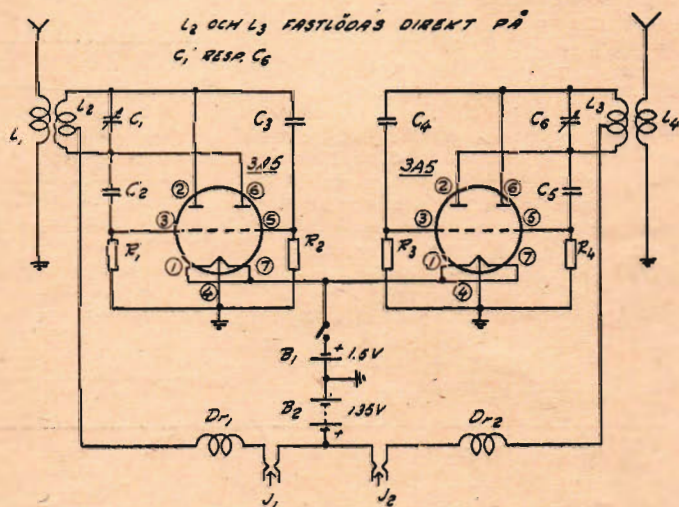 L2 OCH L3 FASTLÖDAS DIREKT PÅ
C1 RESP. C6
L1
L2
C1
C3
C2
3A5
②
⑥
③
⑤
R1
R2
①
⑦
④
C4
C6
L3
L4
3A5
②
⑥
C5
③
⑤
R3
R4
①
⑦
④
B1
+
1.5V
B2
135V
+
Dr1
Dr2
J1
J2